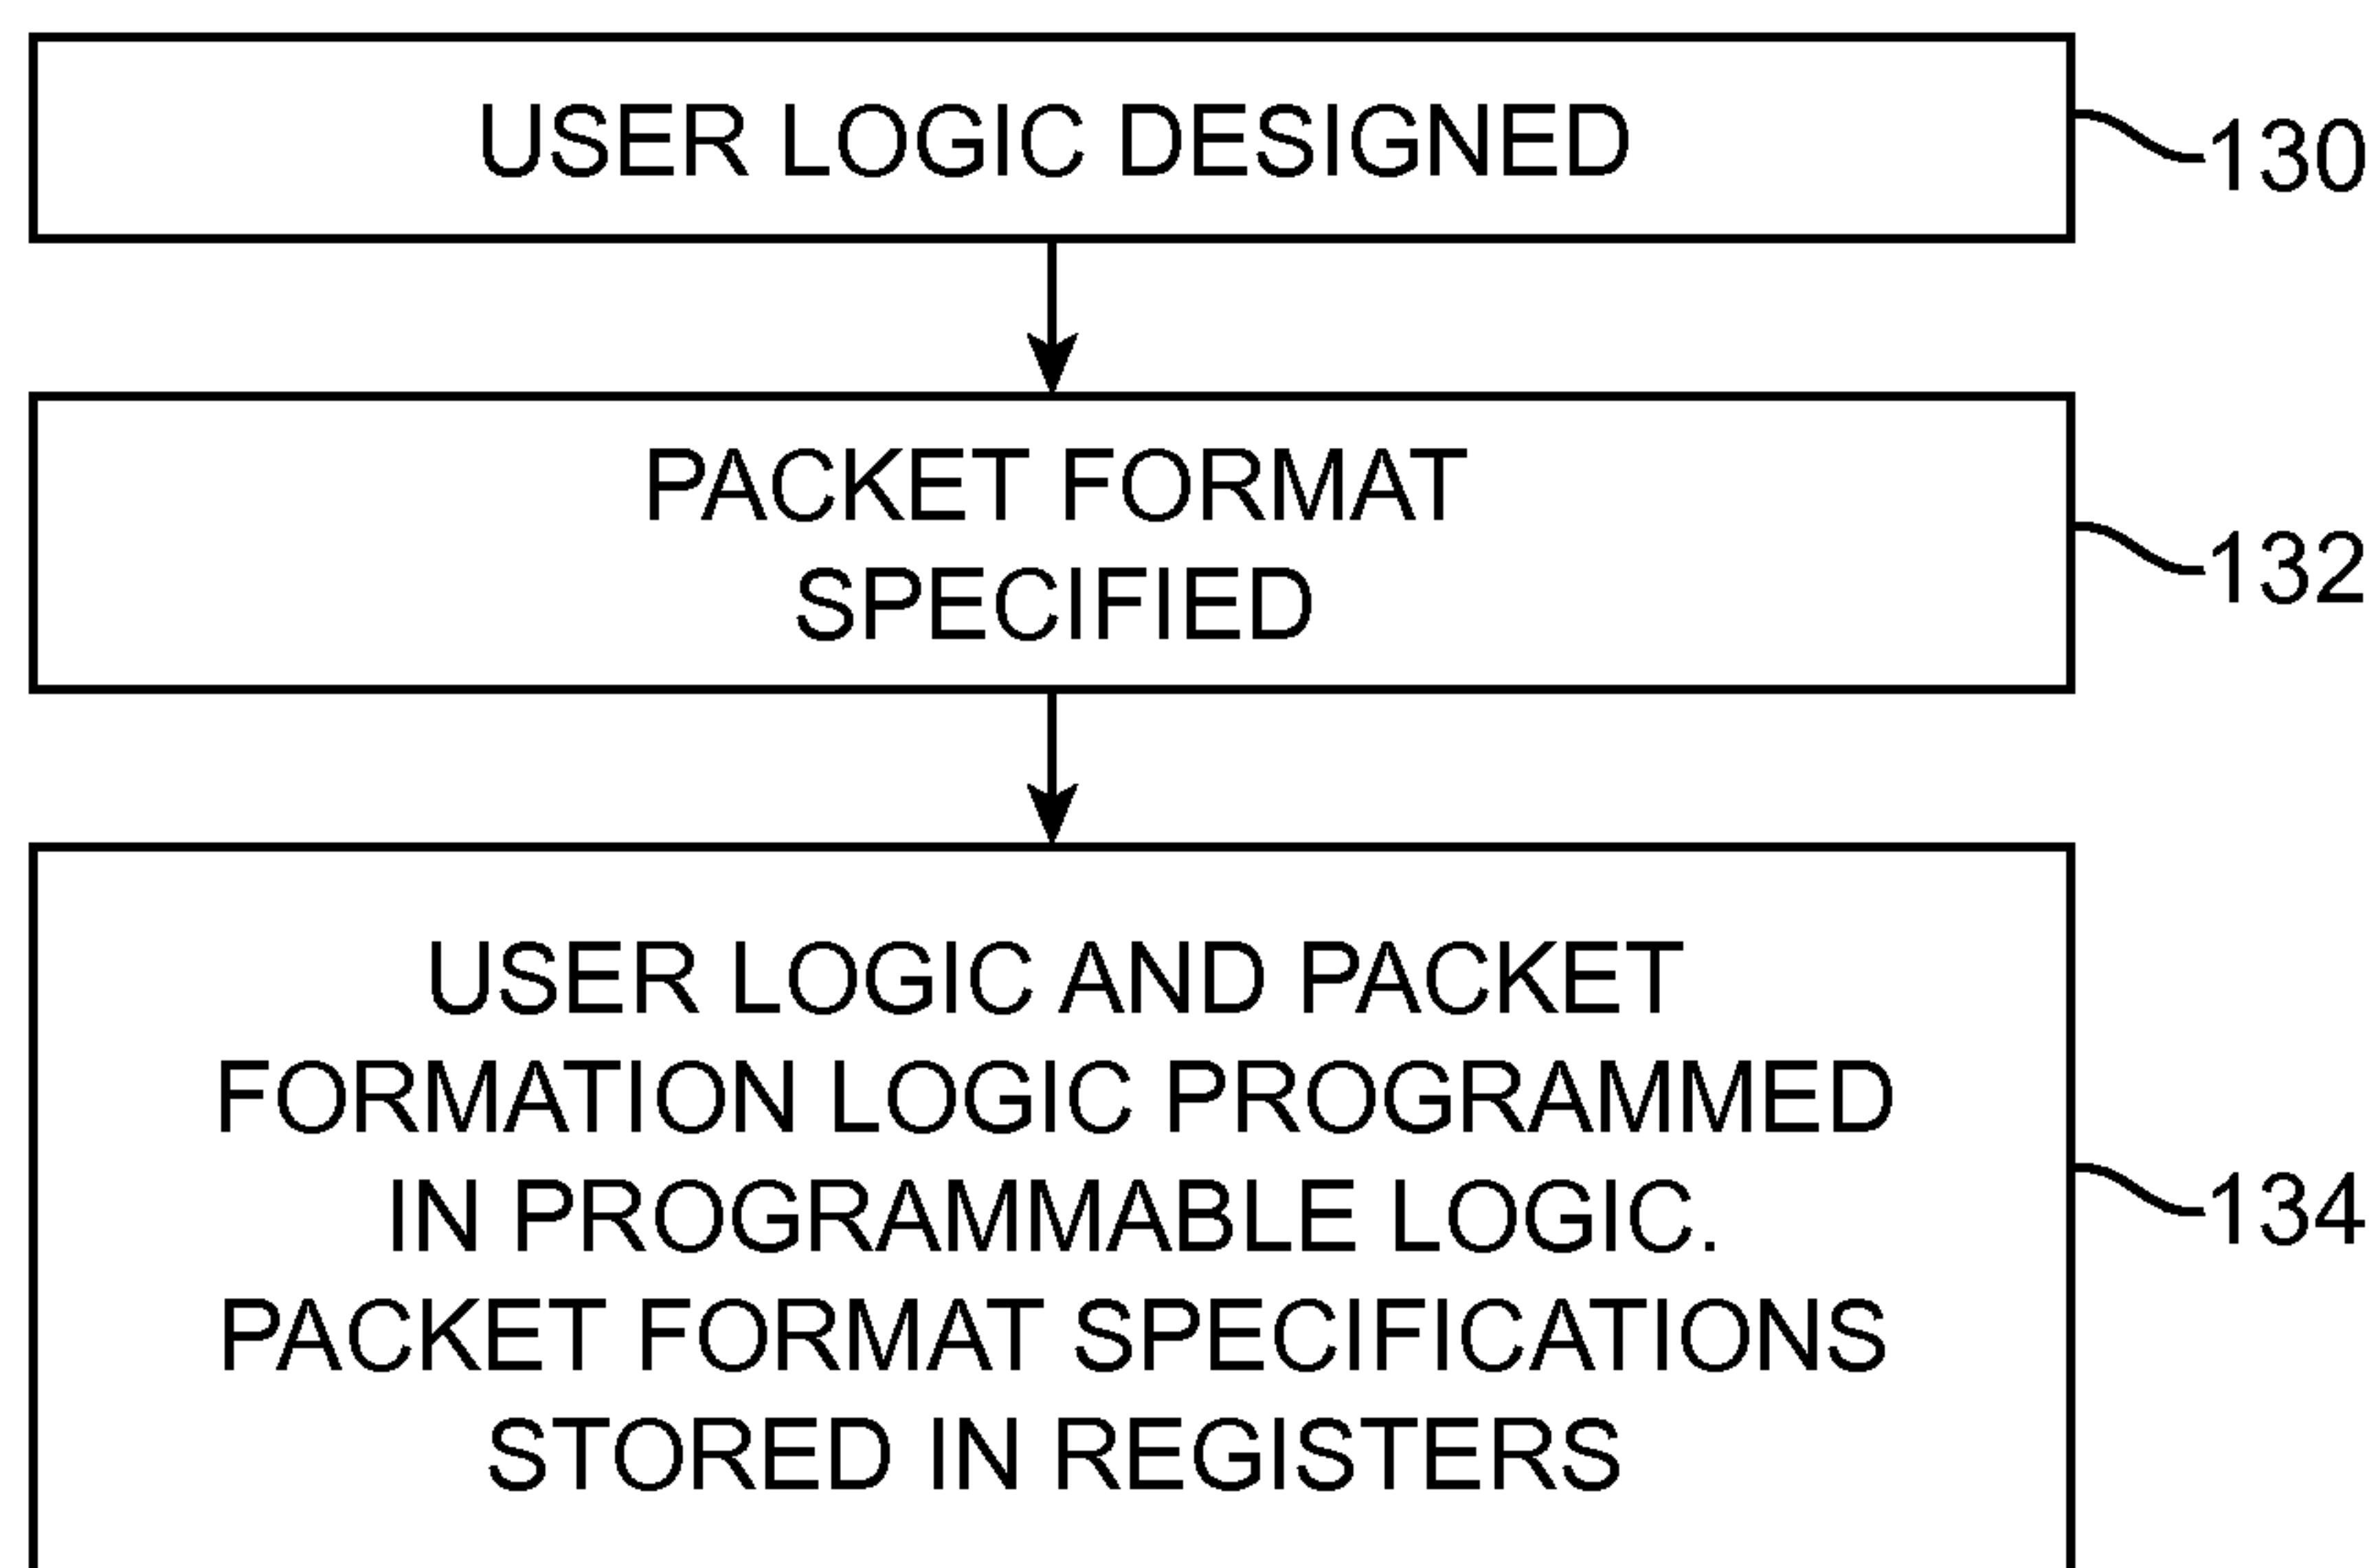 USER LOGIC DESIGNED
130
PACKET FORMAT
SPECIFIED
132
USER LOGIC AND PACKET
FORMATION LOGIC PROGRAMMED
IN PROGRAMMABLE LOGIC.
PACKET FORMAT SPECIFICATIONS
STORED IN REGISTERS
134